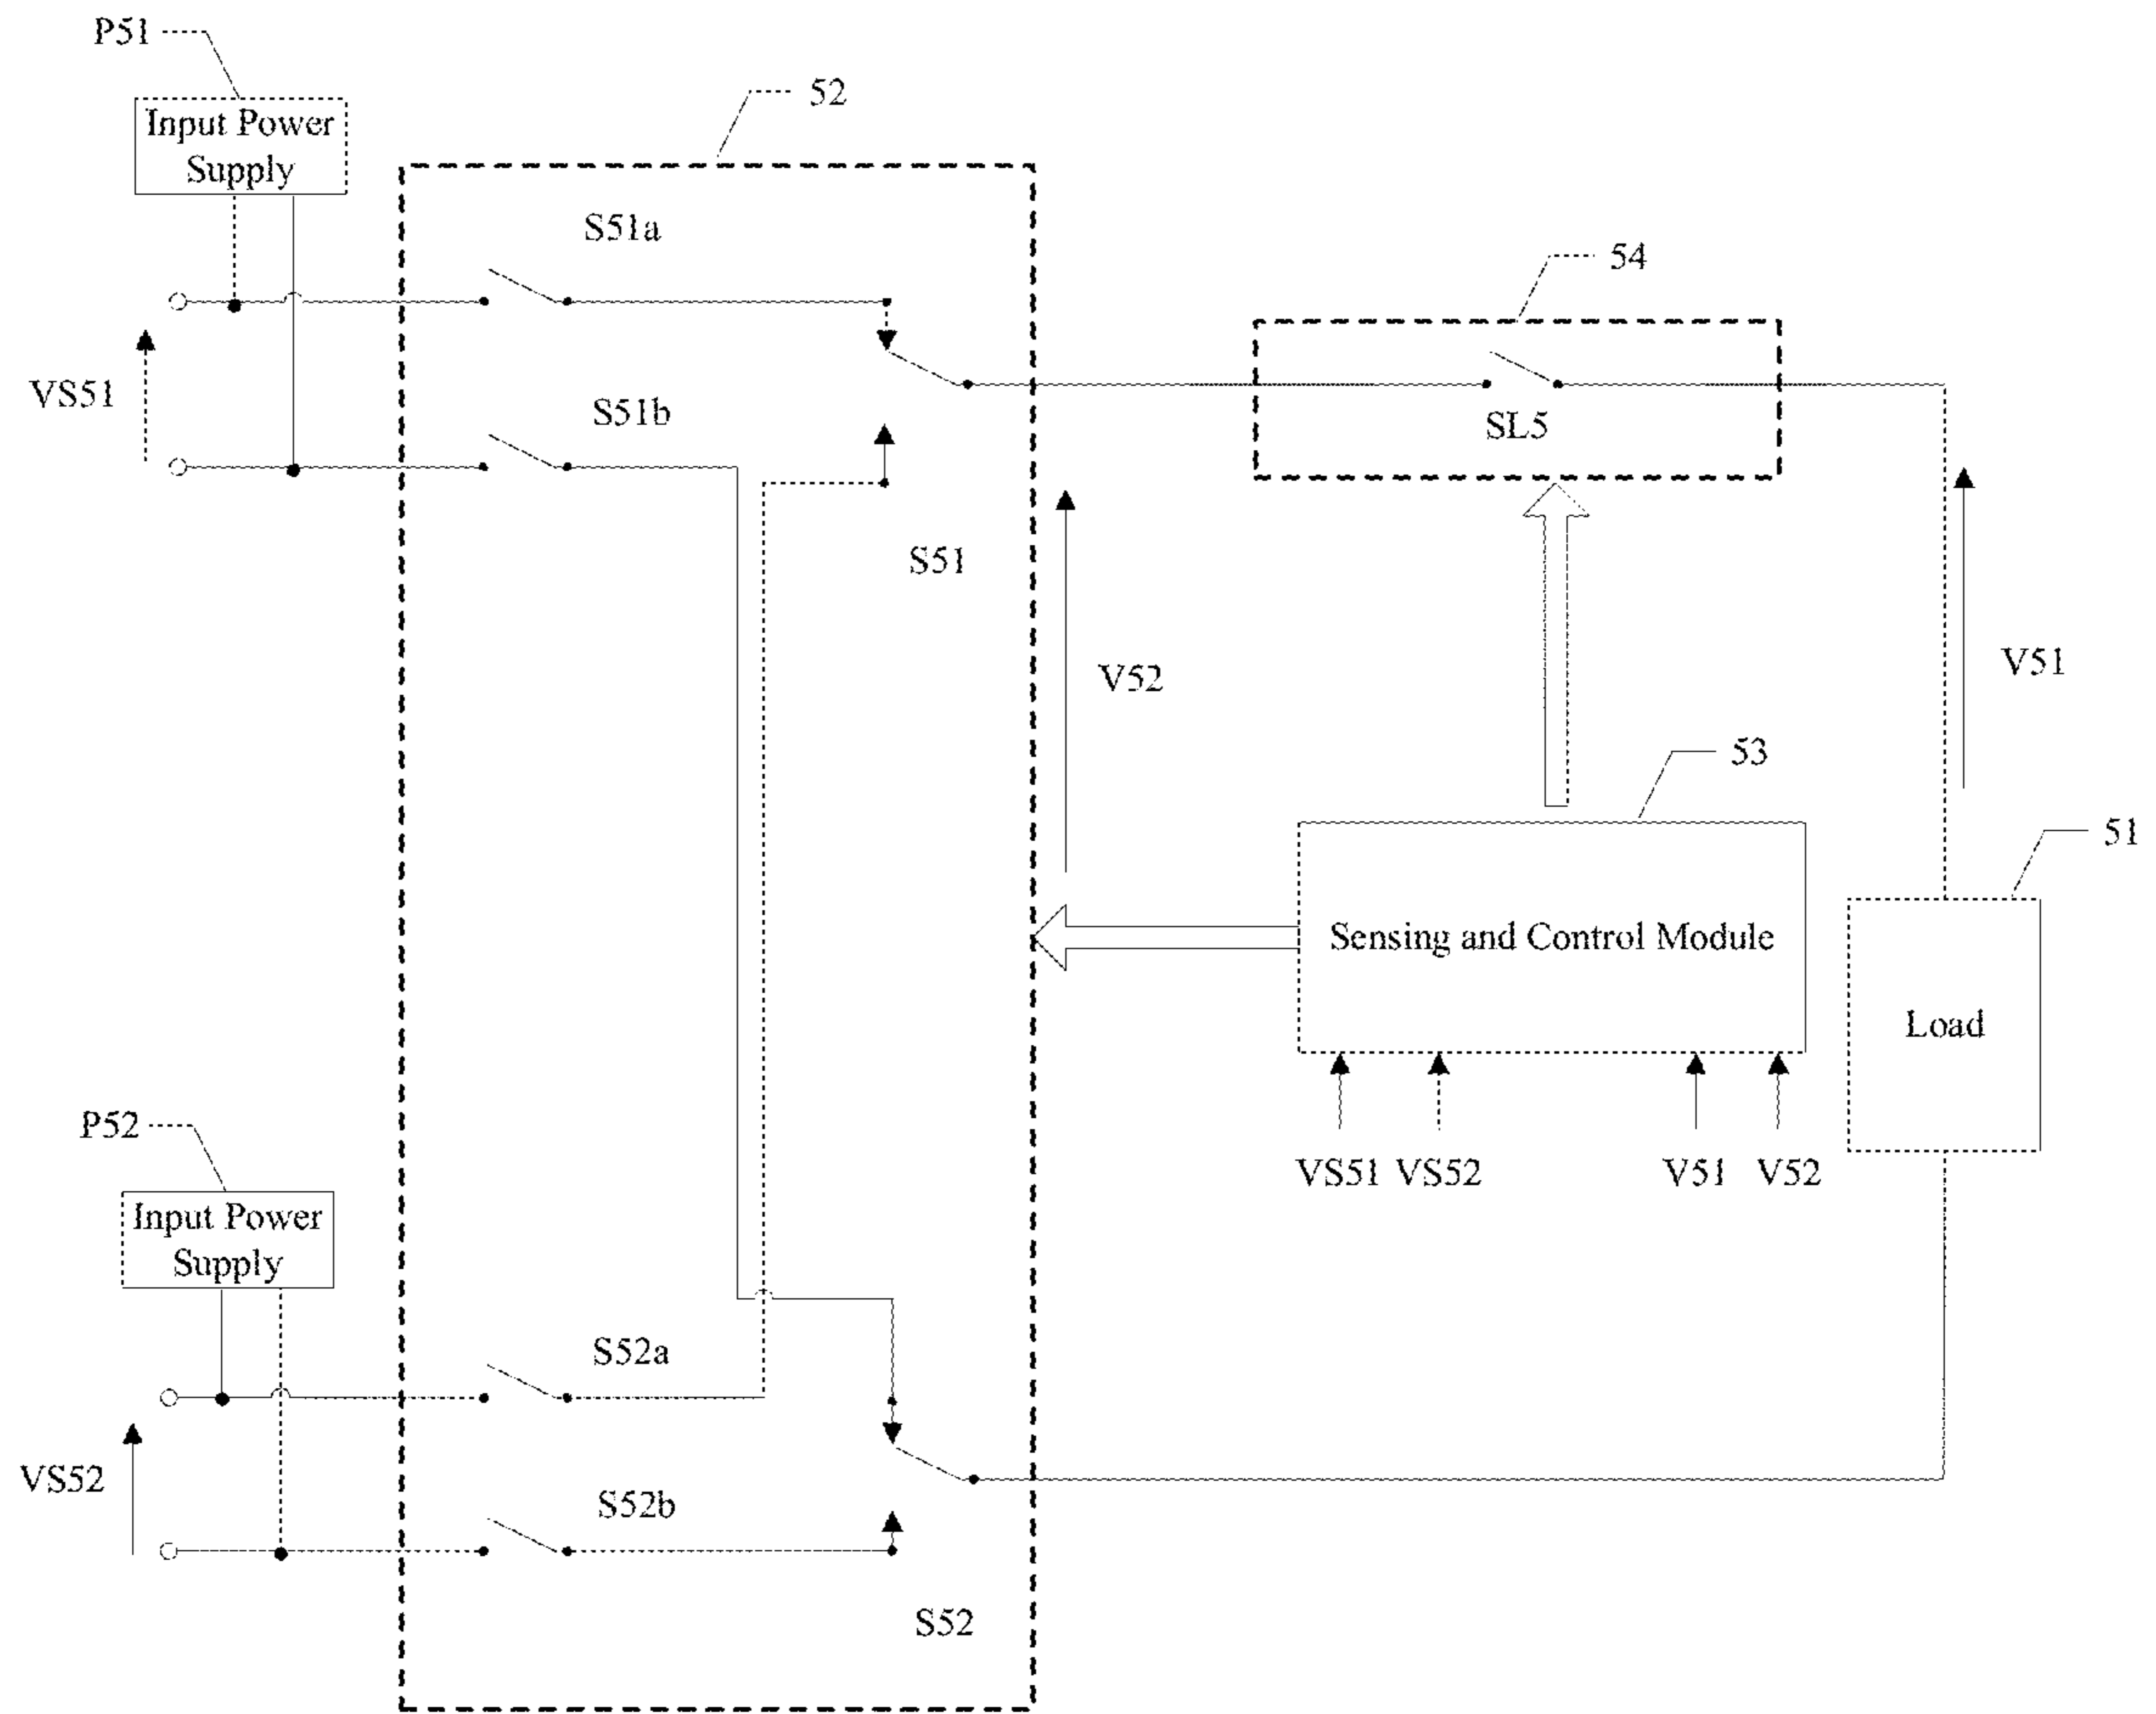 P51
52
Input Power
Supply
S51a
54
VS51
S51b
SL5
S51
V52
V51
53
51
Sensing and Control Module
Load
P52
VS51 VS52 V51 V52
Input Power
Supply
S52a
VS52
S52b
S52